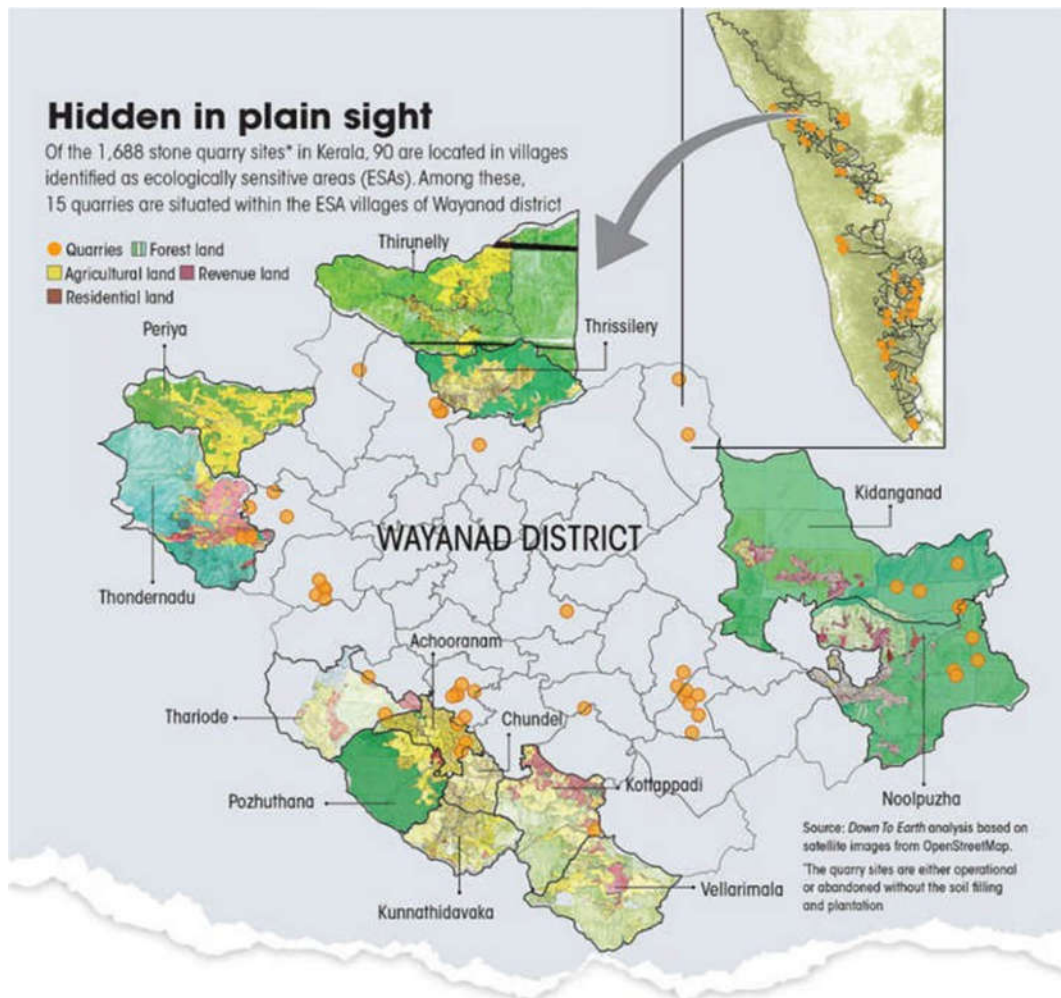 Hidden in plain sight
Of the 1,688 stone quarry sites* in Kerala, 90 are located in villages
identified as ecologically sensitive areas (ESAs). Among these,
15 quarries are situated within the ESA villages of Wayanad district
Quarries Forest land
Agricultural land Revenue land
Residential land
Thirunelly
Periya
Thrissilery
Kidanganad
WAYANAD DISTRICT
Thondernadu
Achooranam
Thariode
Chundel
Kottappadi
Pozhuthana
Noolpuzha
Source: Down To Earth analysis based on
satellite images from OpenStreetMap.
*The quarry sites are either operational
or abandoned without the soil filling
and plantation
Vellarimala
Kunnathidavaka